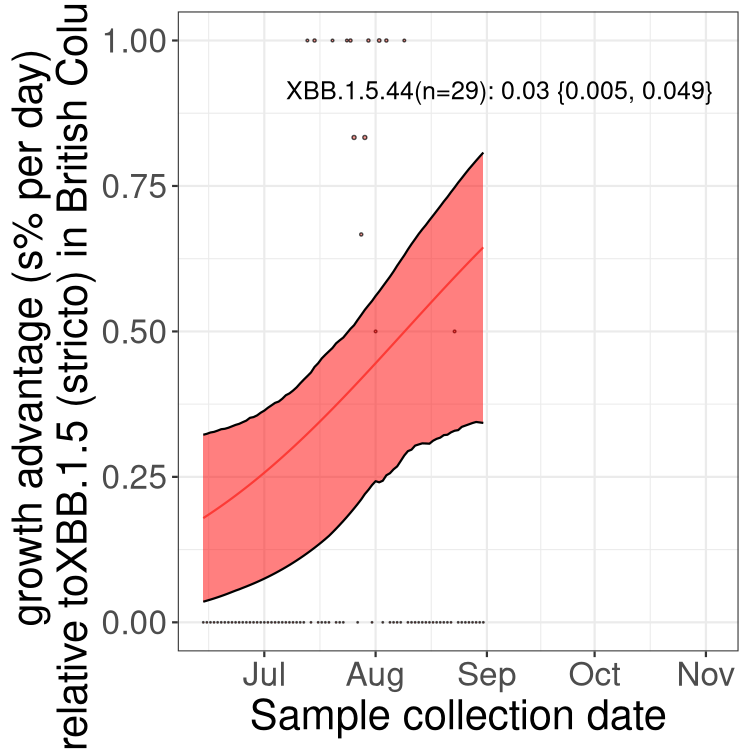 growth advantage (s% per day)
relative toXBB.1.5 (stricto) in British Colu
1.00
0.75
0.50
0.25
0.00
XBB.1.5.44(n=29): 0.03 {0.005, 0.049}
Jul Aug Sep Oct Nov
Sample collection date